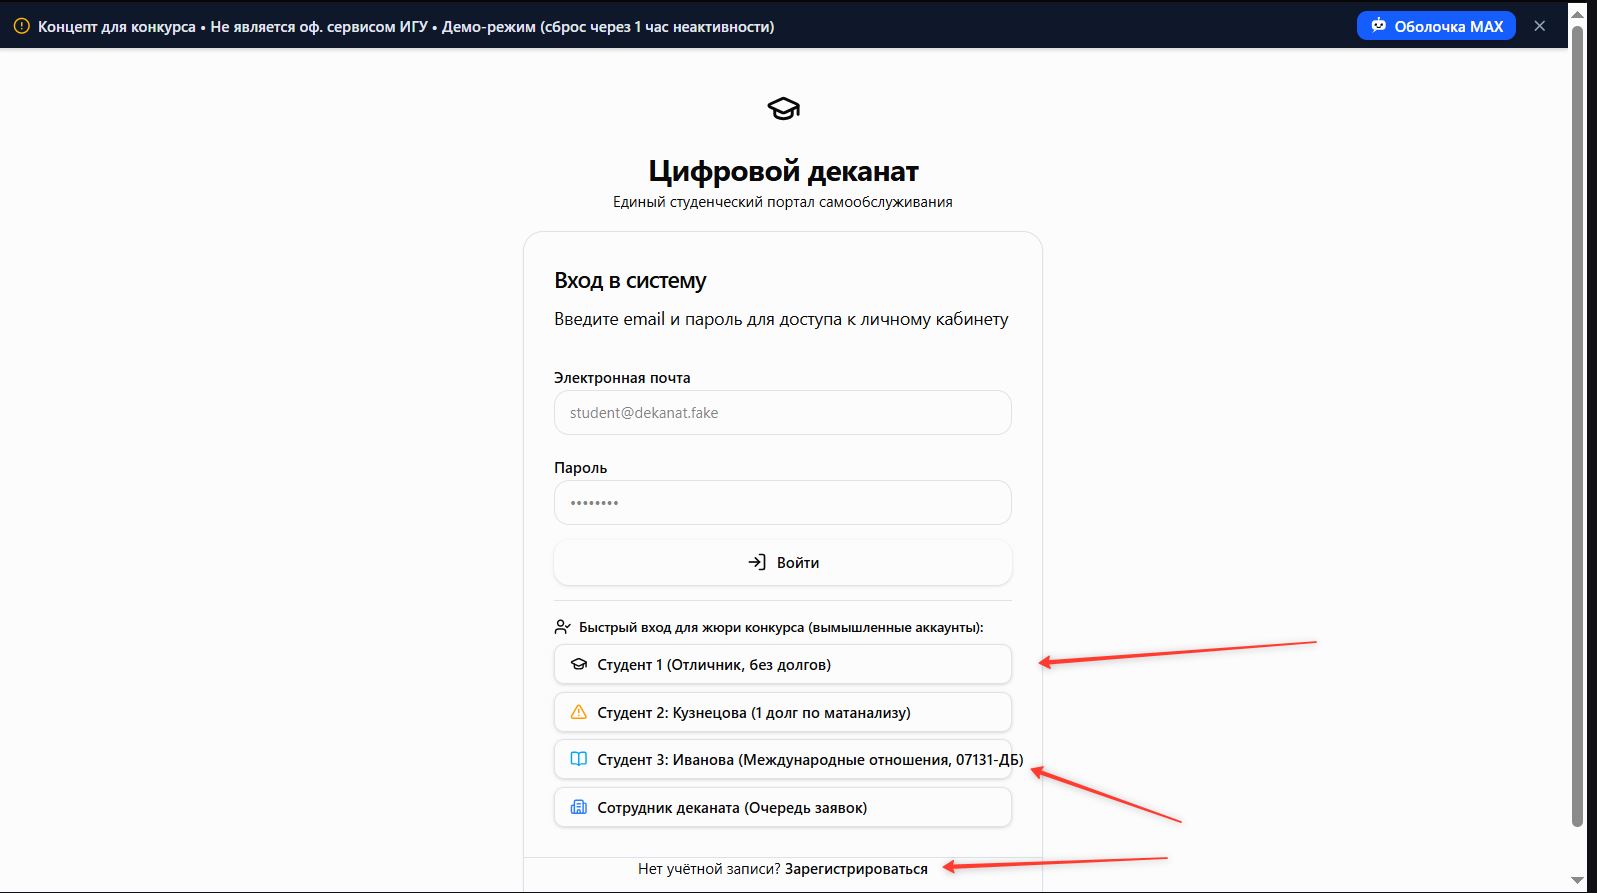 Концепт для конкурса • Не является оф. сервисом ИГУ • Демо-режим (сброс через 1 час неактивности)
Оболочка MAX
Цифровой деканат
Единый студенческий портал самообслуживания
Вход в систему
Введите email и пароль для доступа к личному кабинету
Электронная почта
student@dekanat.fake
Пароль
••••••••
Войти
Быстрый вход для жюри конкурса (вымышленные аккаунты):
Студент 1 (Отличник, без долгов)
Студент 2: Кузнецова (1 долг по матанализу)
Студент 3: Иванова (Международные отношения, 07131-ДБ)
Сотрудник деканата (Очередь заявок)
Нет учётной записи? Зарегистрироваться